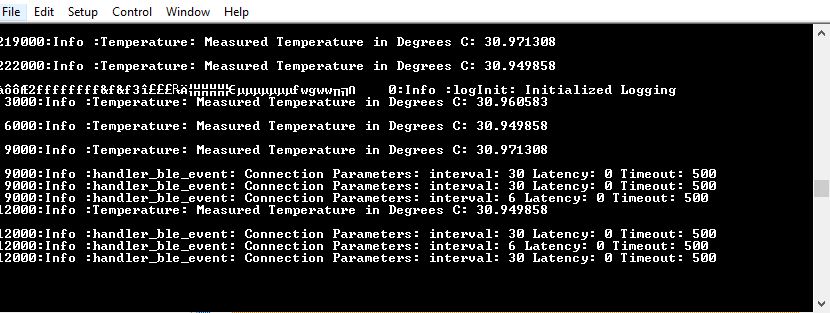 File Edit Setup Control Window Help
219000:Info :Temperature: Measured Temperature in Degrees C: 30.971308
222000:Info :Temperature: Measured Temperature in Degrees C: 30.949858
0:Info :logInit: Initialized Logging
3000:Info :Temperature: Measured Temperature in Degrees C: 30.960583
6000:Info :Temperature: Measured Temperature in Degrees C: 30.949858
9000:Info :Temperature: Measured Temperature in Degrees C: 30.971308
9000:Info :handler_ble_event: Connection Parameters: interval: 30 Latency: 0 Timeout: 500
9000:Info :handler_ble_event: Connection Parameters: interval: 30 Latency: 0 Timeout: 500
9000:Info :handler_ble_event: Connection Parameters: interval: 6 Latency: 0 Timeout: 500
12000:Info :Temperature: Measured Temperature in Degrees C: 30.949858
12000:Info :handler_ble_event: Connection Parameters: interval: 30 Latency: 0 Timeout: 500
12000:Info :handler_ble_event: Connection Parameters: interval: 6 Latency: 0 Timeout: 500
12000:Info :handler_ble_event: Connection Parameters: interval: 30 Latency: 0 Timeout: 500